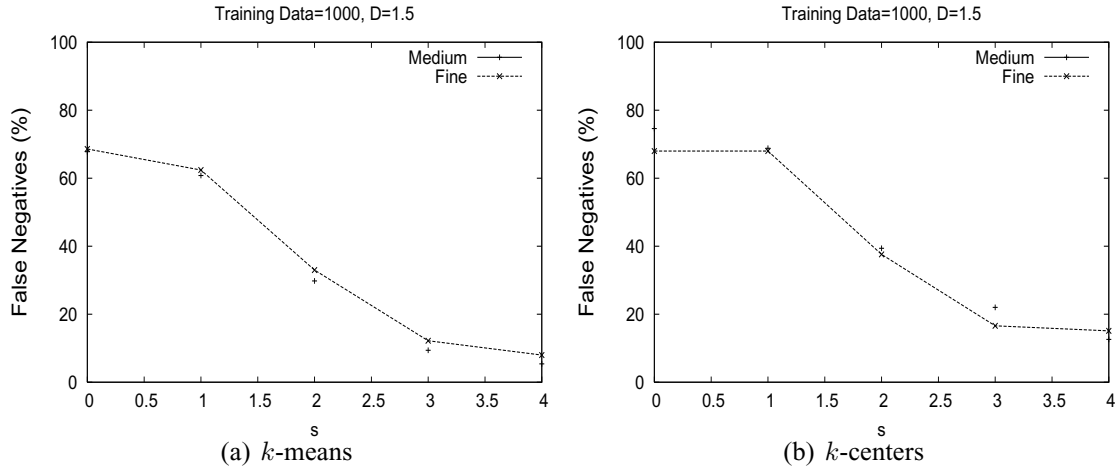 Training Data=1000, D=1.5
100
80
60
40
20
0
False Negatives (%)
Medium
Fine
0 0.5 1 1.5 2 2.5 3 3.5 4
s
(a) k-means
Training Data=1000, D=1.5
100
80
60
40
20
0
False Negatives (%)
Medium
Fine
0 0.5 1 1.5 2 2.5 3 3.5 4
s
(b) k-centers